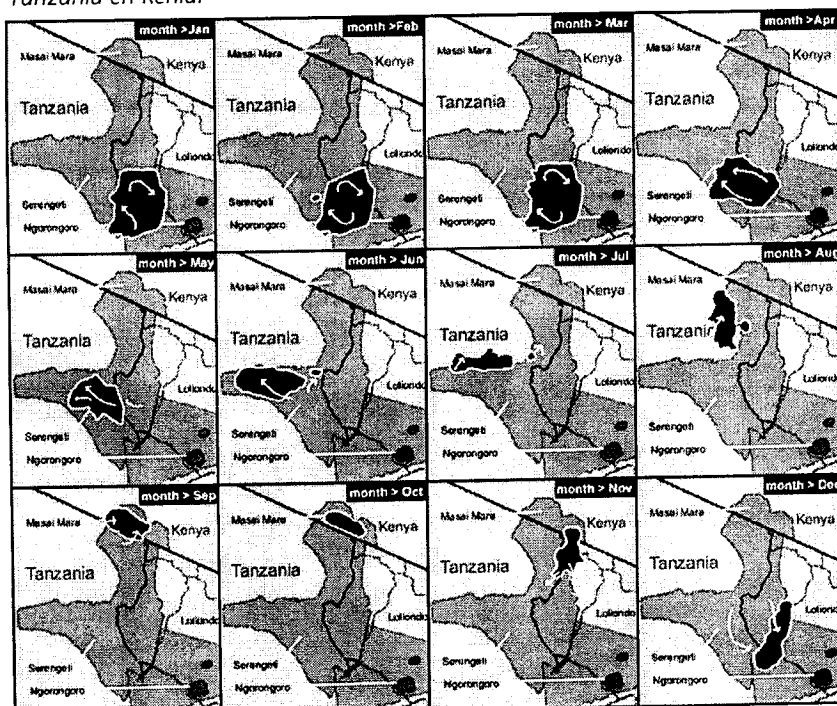 Tanzania en Kenia.
month >Jan
Masai Mara
Kenya
Tanzania
Loliondo
Serengeti
Ngorongoro
month >Feb
Masai Mara
Kenya
Tanzania
Loliondo
Serengeti
Ngorongoro
month > Mar
Masai Mara
Kenya
Tanzania
Loliondo
Serengeti
Ngorongoro
month >Apr
Masai Mara
Kenya
Tanzania
Loliondo
Serengeti
Ngorongoro
month > May
Masai Mara
Kenya
Tanzania
Loliondo
Serengeti
Ngorongoro
month > Jun
Masai Mara
Kenya
Tanzania
Loliondo
Serengeti
Ngorongoro
month > Jul
Masai Mara
Kenya
Tanzania
Loliondo
Serengeti
Ngorongoro
month > Aug
Masai Mara
Kenya
Tanzania
Loliondo
Serengeti
Ngorongoro
month > Sep
Masai Mara
Kenya
Tanzania
Loliondo
Serengeti
Ngorongoro
month > Oct
Masai Mara
Kenya
Tanzania
Loliondo
Serengeti
Ngorongoro
month > Nov
Masai Mara
Kenya
Tanzania
Loliondo
Serengeti
Ngorongoro
month > Dec
Masai Mara
Kenya
Tanzania
Loliondo
Serengeti
Ngorongoro